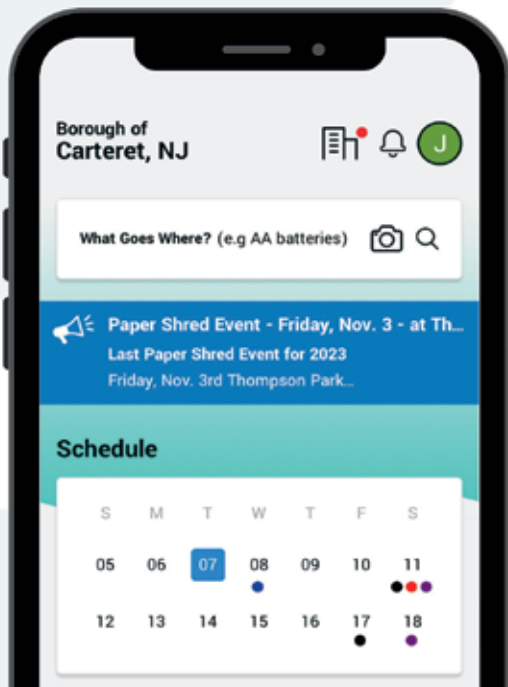 Borough of
Carteret, NJ
J
What Goes Where? (e.g AA batteries)
Paper Shred Event - Friday, Nov. 3 - at Th...
Last Paper Shred Event for 2023
Friday, Nov. 3rd Thompson Park...
Schedule
S M T W T F S
05 06 07 08 09 10 11
12 13 14 15 16 17 18